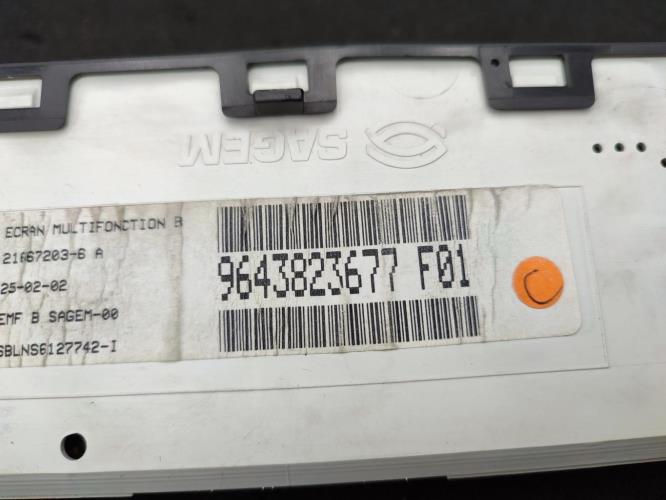 SAGEM
ECRAN MULTIFONCTION B
21667203-6 A
25-02-02
EMF B SAGEM-00
SBLNS6127742-I
9643823677 F01
C